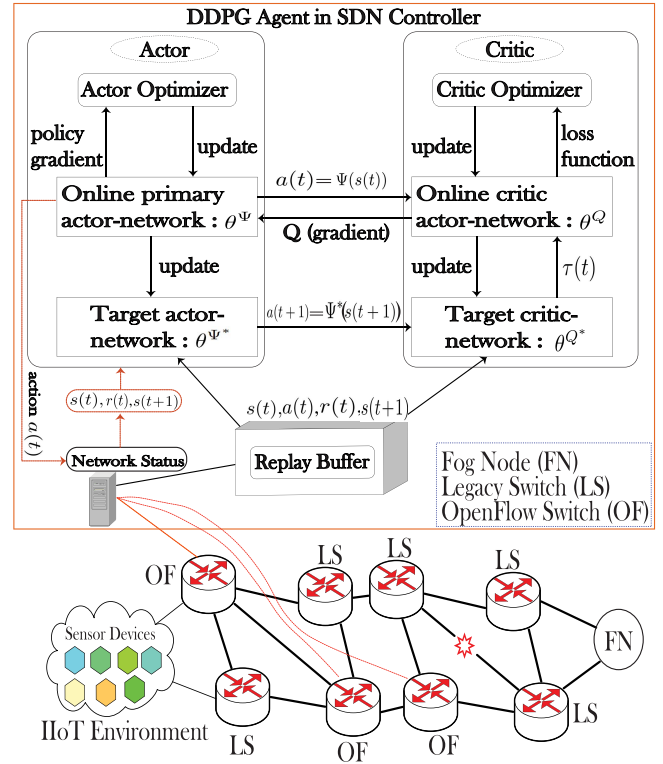 DDPG Agent in SDN Controller
Actor
Critic
Actor Optimizer
Critic Optimizer
policy
gradient
update
update
loss
function
a(t)=Ψ(s(t))
Online primary
actor-network : θ^Ψ
Online critic
actor-network : θ^Q
Q (gradient)
update
update
τ(t)
Target actor-
network : θ^Ψ*
a(t+1)=Ψ*(s(t+1))
Target critic-
network : θ^Q*
action a(t)
s(t),r(t),s(t+1)
s(t),a(t),r(t),s(t+1)
Network Status
Replay Buffer
Fog Node (FN)
Legacy Switch (LS)
OpenFlow Switch (OF)
OF
LS
LS
LS
Sensor Devices
FN
IIoT Environment
LS
OF
OF
LS